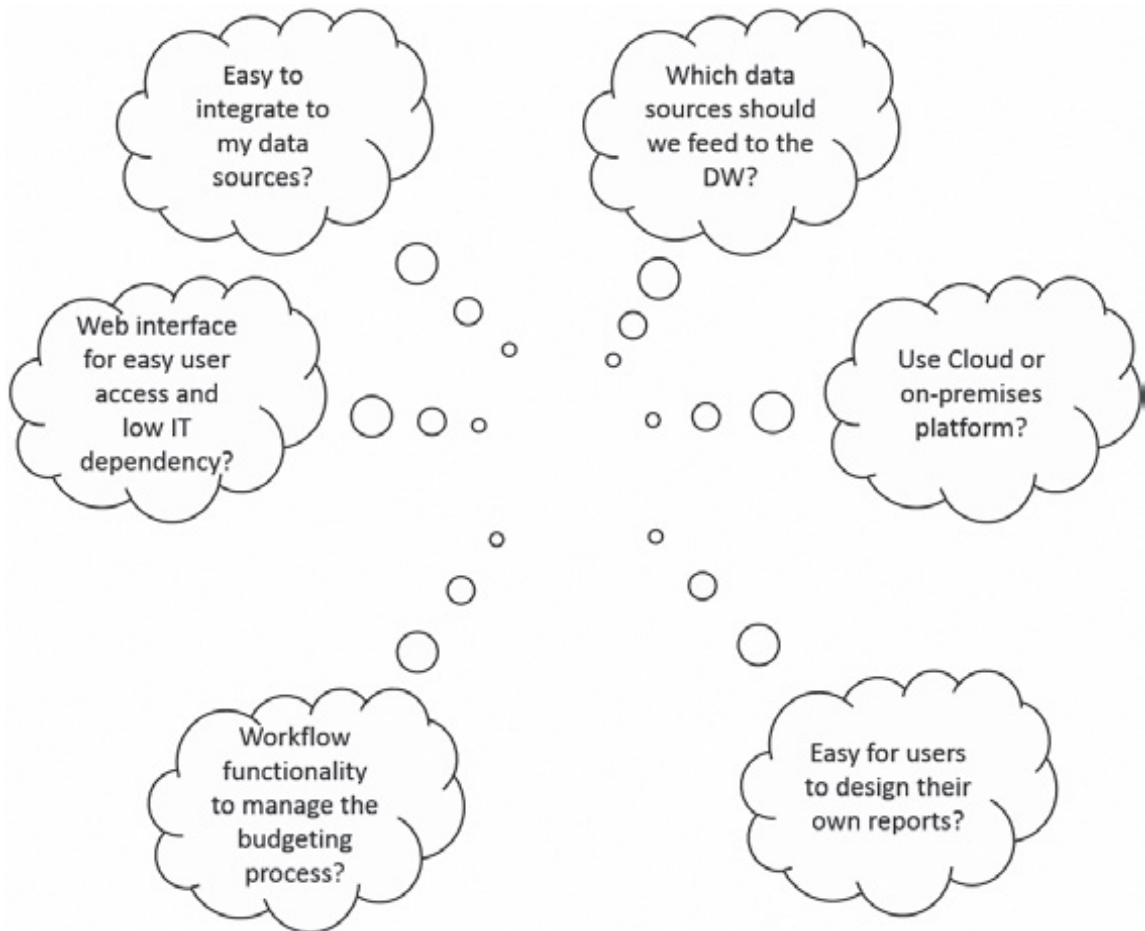 Easy to
integrate to
my data
sources?
Which data
sources should
we feed to the
DW?
Web interface
for easy user
access and
low IT
dependency?
Use Cloud or
on-premises
platform?
Workflow
functionality
to manage the
budgeting
process?
Easy for users
to design their
own reports?